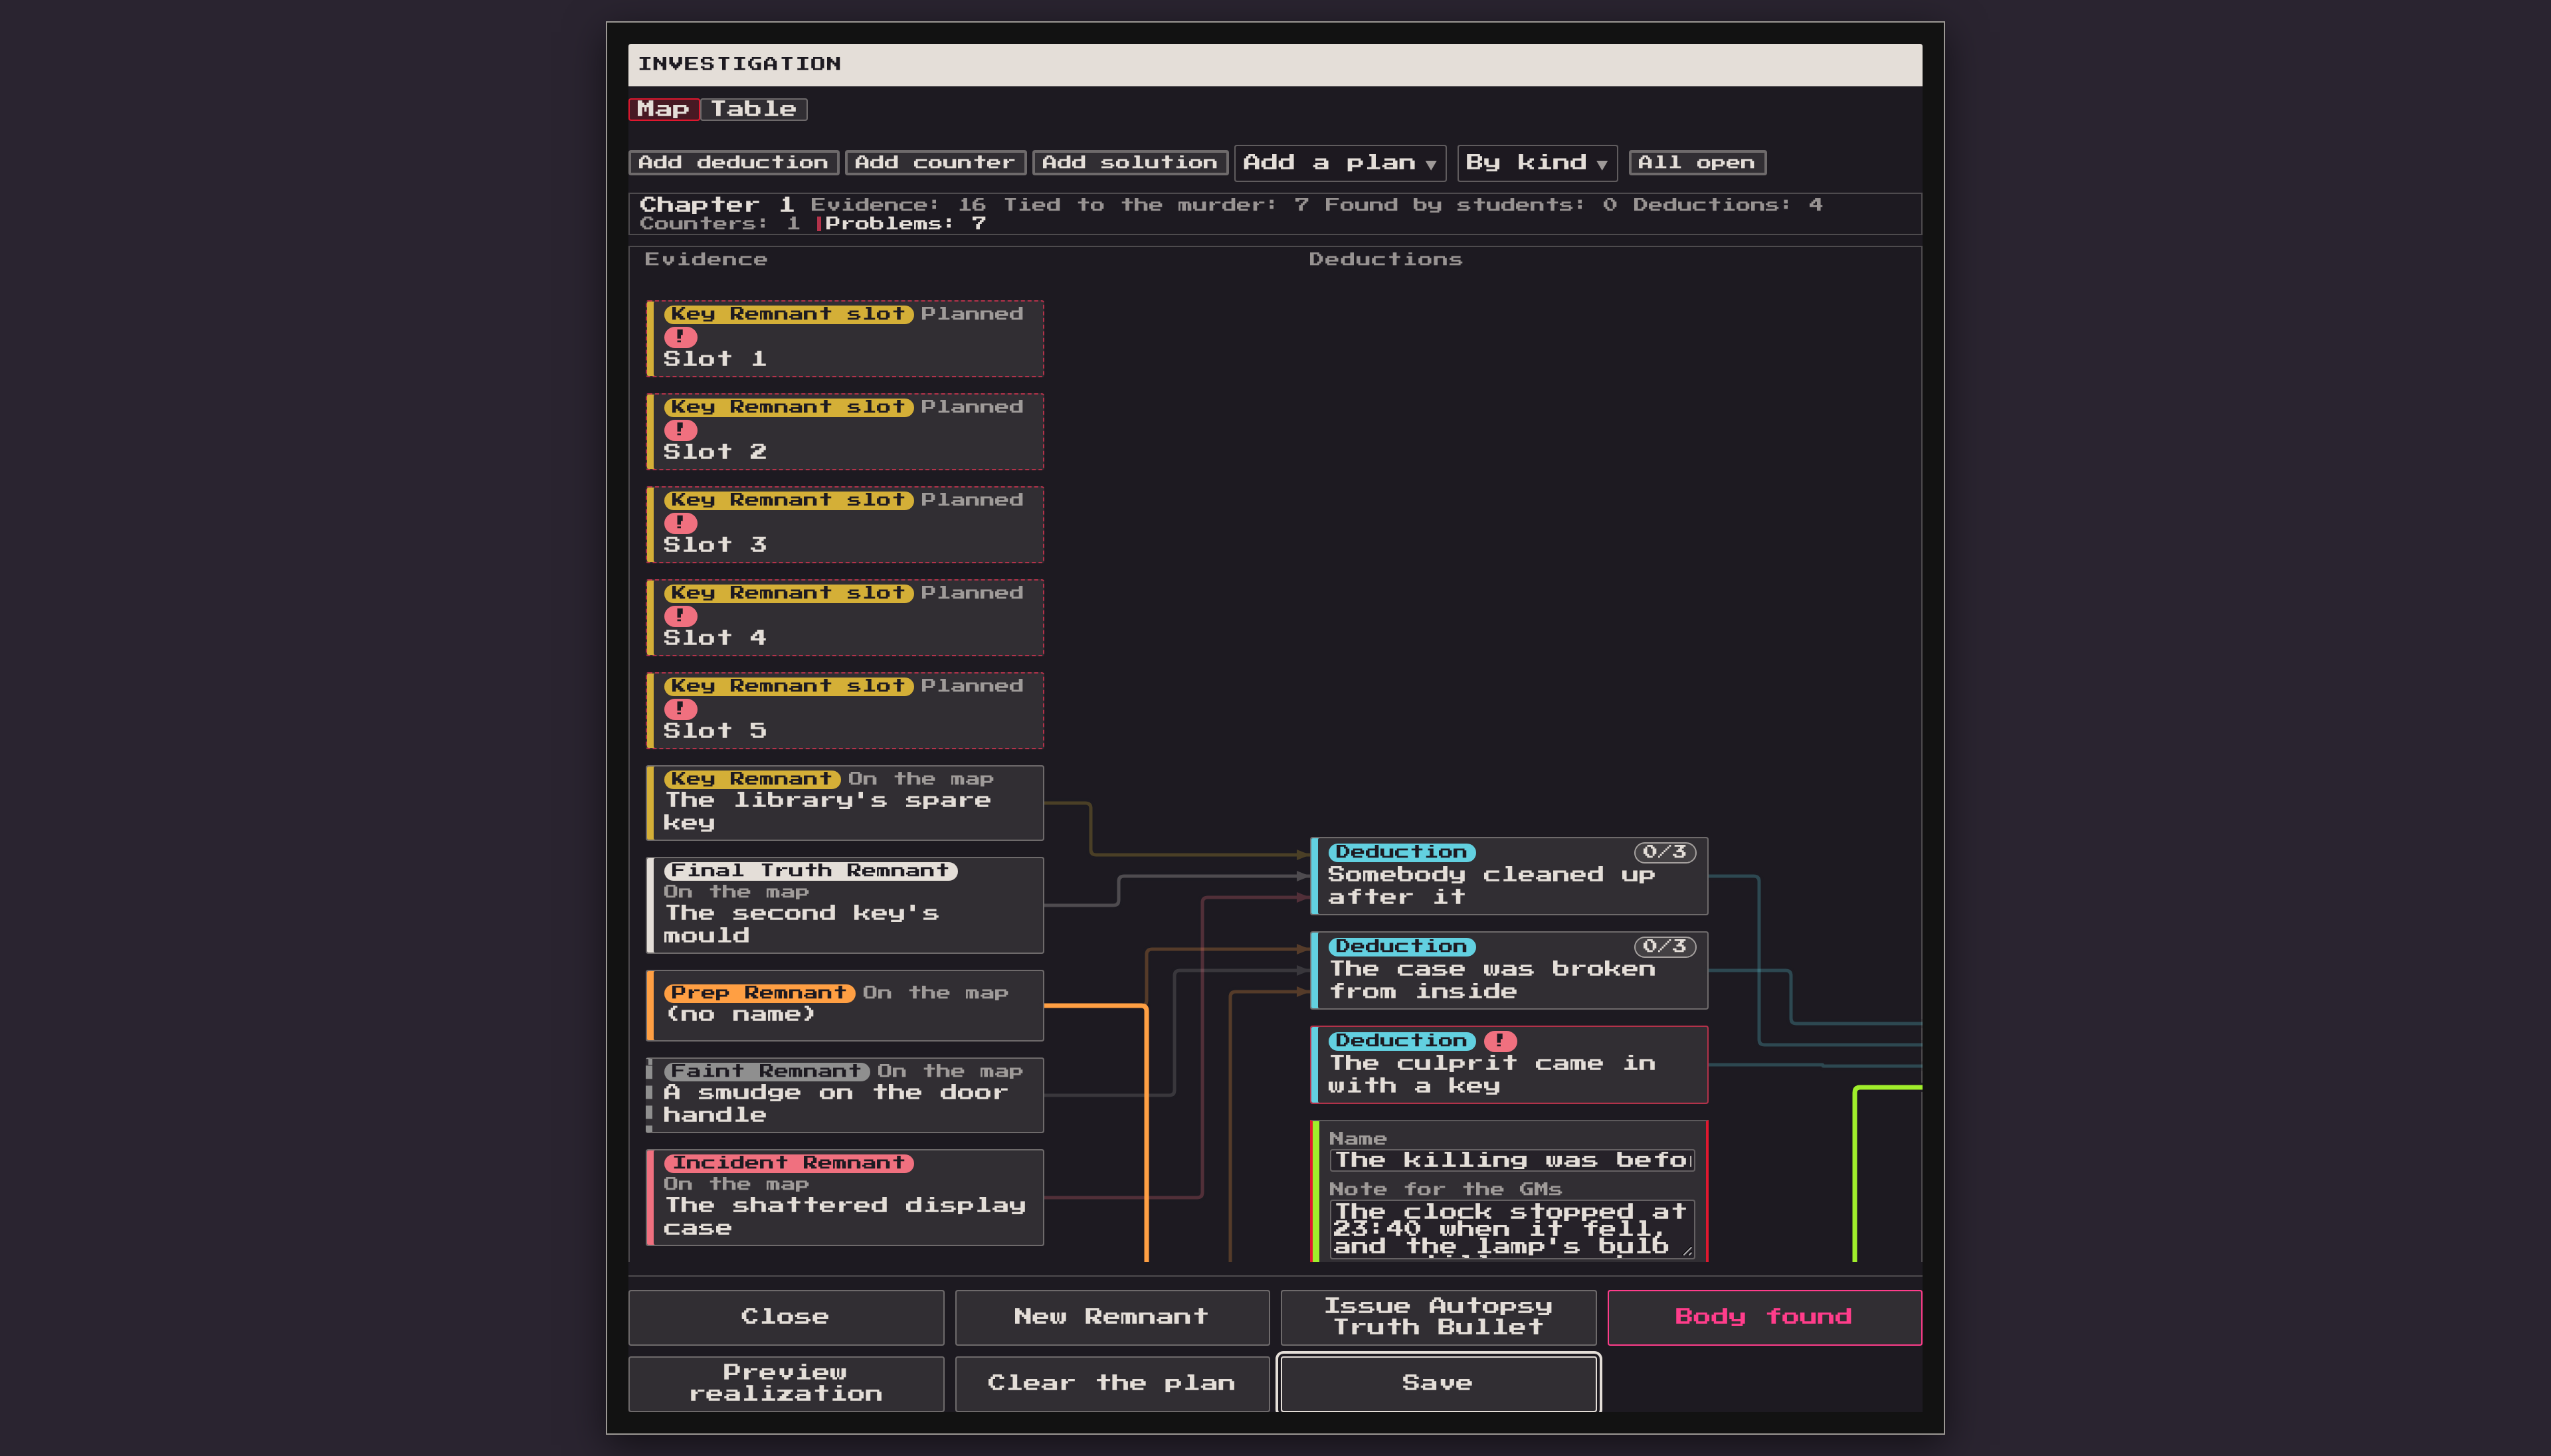 INVESTIGATION
Map Table
Add deduction Add counter Add solution Add a plan ▼ By kind ▼ All open
Chapter 1 Evidence: 16 Tied to the murder: 7 Found by students: 0 Deductions: 4
Counters: 1 Problems: 7
Evidence Deductions
Key Remnant slot Planned
!
Slot 1
Key Remnant slot Planned
!
Slot 2
Key Remnant slot Planned
!
Slot 3
Key Remnant slot Planned
!
Slot 4
Key Remnant slot Planned
!
Slot 5
Key Remnant On the map
The library's spare
key
Final Truth Remnant
On the map
The second key's
mould
Prep Remnant On the map
(no name)
Faint Remnant On the map
A smudge on the door
handle
Incident Remnant
On the map
The shattered display
case
Deduction 0/3
Somebody cleaned up
after it
Deduction 0/3
The case was broken
from inside
Deduction !
The culprit came in
with a key
Name
The killing was befo
Note for the GMs
The clock stopped at
23:40 when it fell,
and the lamp's bulb
Close New Remnant Issue Autopsy
Truth Bullet Body found
Preview
realization Clear the plan Save